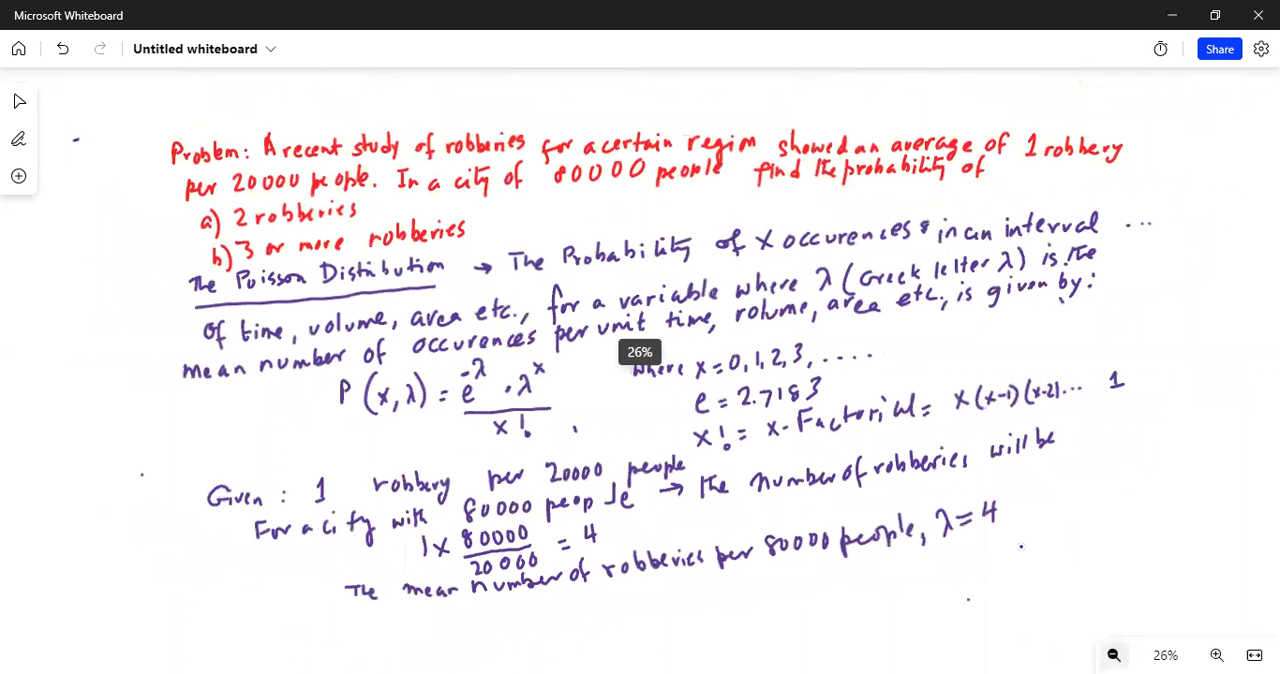 Microsoft Whiteboard
Untitled whiteboard
Share
Problem: A recent study of robberies for a certain region showed an average of 1 robbery
per 20000 people. In a city of 80000 people find the probability of
a) 2 robberies
b) 3 or more robberies
The Poisson Distribution → The Probability of X occurences in an interval ...
of time, volume, area etc., for a variable where λ (Greek letter λ) is the
mean number of occurences per unit time, volume, area etc, is given by:
P(x,λ) = e^-λ · λ^x / x!
where x = 0, 1, 2, 3, ....
e = 2.7183
x! = x-Factorial = x(x-1)(x-2)... 1
26%
Given: 1 robbery per 20000 people
For a city with 80000 people → the number of robberies will be
1 x 80000 / 20000 = 4
The mean number of robberies per 80000 people, λ = 4
26%